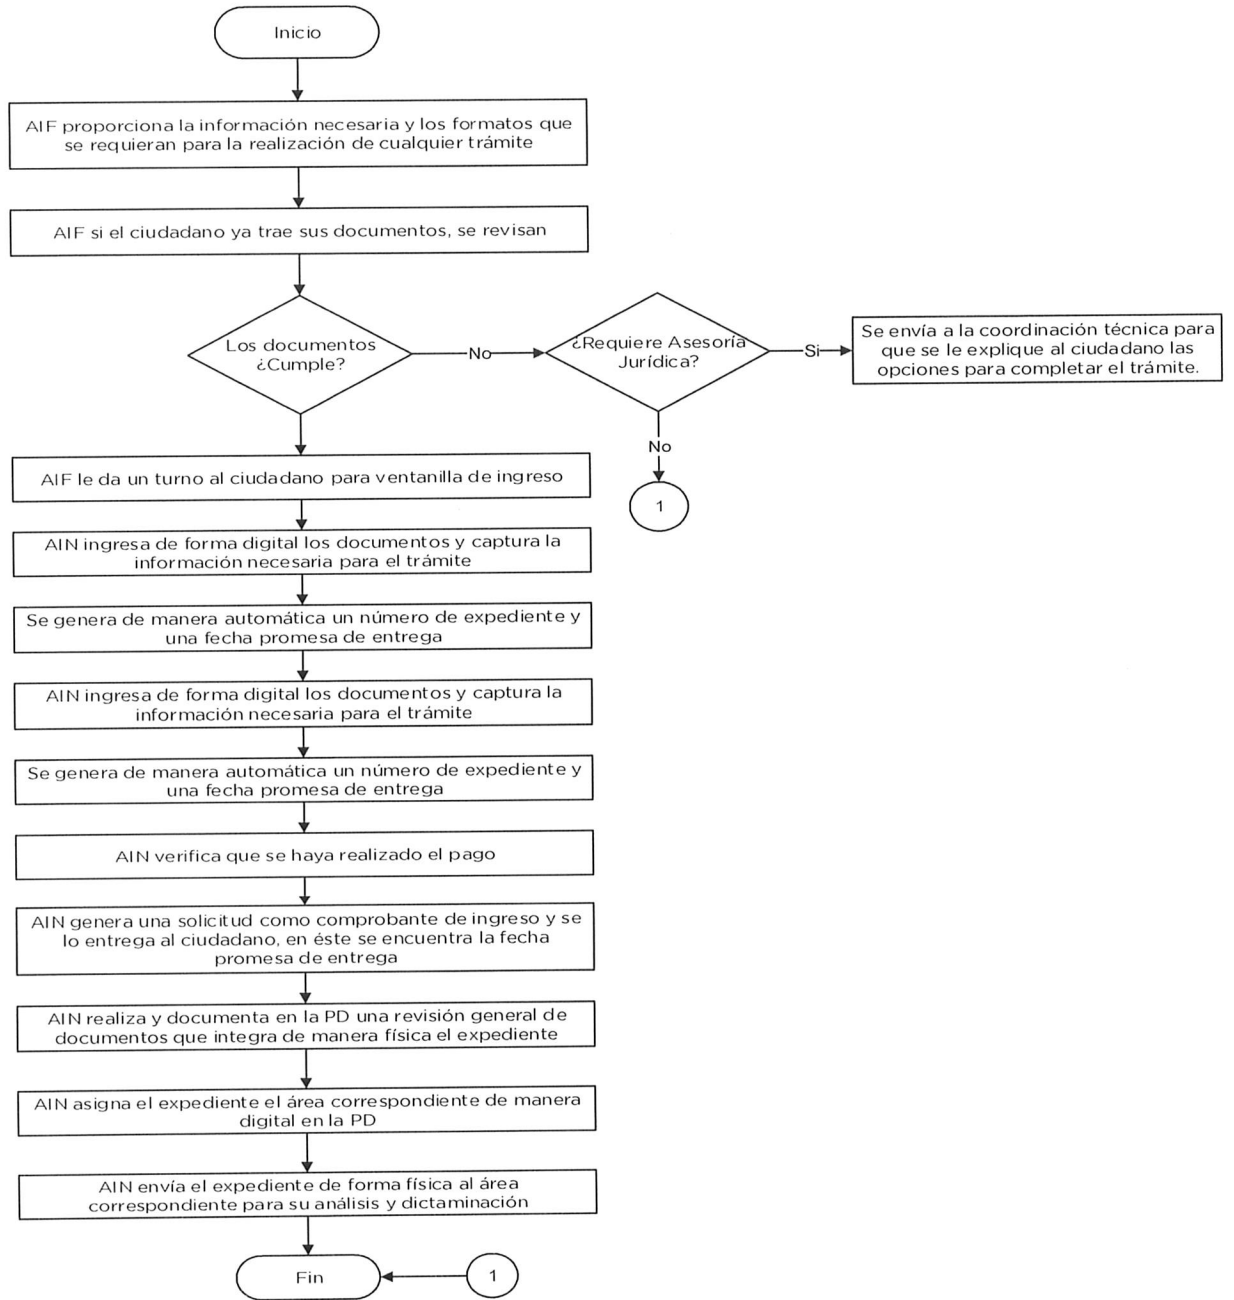 Inicio
AIF proporciona la información necesaria y los formatos que
se requieran para la realización de cualquier trámite
AIF si el ciudadano ya trae sus documentos, se revisan
Los documentos
¿Cumple?
No
¿Requiere Asesoría
Jurídica?
Si
Se envía a la coordinación técnica para
que se le explique al ciudadano las
opciones para completar el trámite.
No
1
AIF le da un turno al ciudadano para ventanilla de ingreso
AIN ingresa de forma digital los documentos y captura la
información necesaria para el trámite
Se genera de manera automática un número de expediente y
una fecha promesa de entrega
AIN ingresa de forma digital los documentos y captura la
información necesaria para el trámite
Se genera de manera automática un número de expediente y
una fecha promesa de entrega
AIN verifica que se haya realizado el pago
AIN genera una solicitud como comprobante de ingreso y se
lo entrega al ciudadano, en éste se encuentra la fecha
promesa de entrega
AIN realiza y documenta en la PD una revisión general de
documentos que integra de manera física el expediente
AIN asigna el expediente el área correspondiente de manera
digital en la PD
AIN envía el expediente de forma física al área
correspondiente para su análisis y dictaminación
Fin
1